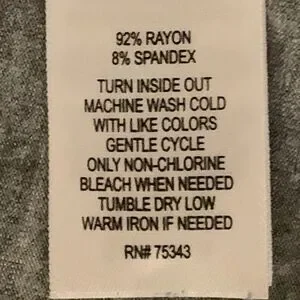 92% RAYON
8% SPANDEX
TURN INSIDE OUT
MACHINE WASH COLD
WITH LIKE COLORS
GENTLE CYCLE
ONLY NON-CHLORINE
BLEACH WHEN NEEDED
TUMBLE DRY LOW
WARM IRON IF NEEDED
RN# 75343